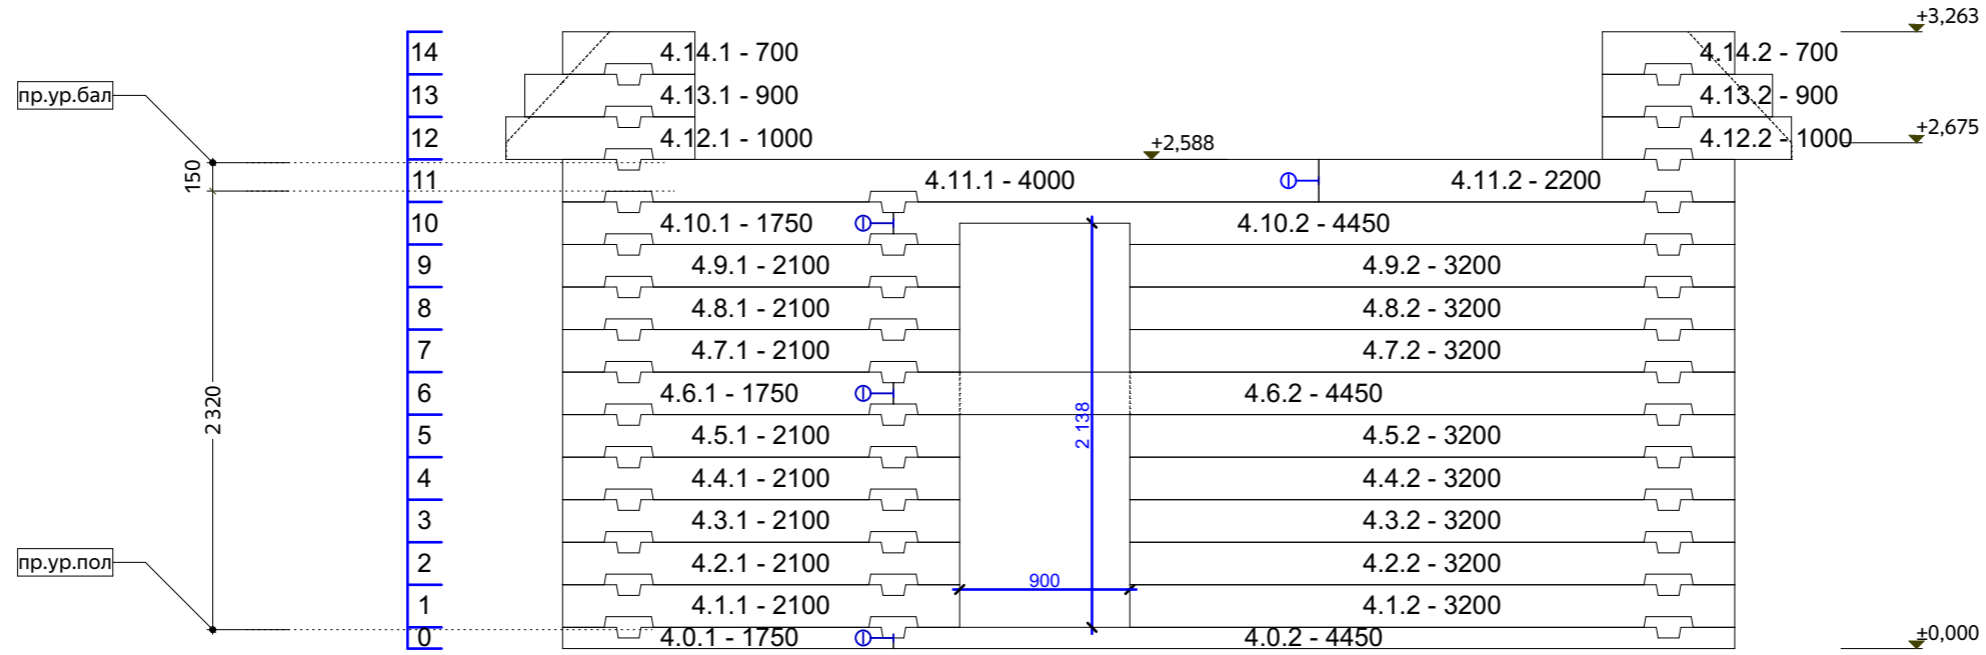 +3,263
14 4.14.1 - 700 4.14.2 - 700
пр.ур.бал 13 4.13.1 - 900 4.13.2 - 900
+2,675
12 4.12.1 - 1000 4.12.2 - 1000
+2,588
150 11 4.11.1 - 4000 4.11.2 - 2200
10 4.10.1 - 1750 4.10.2 - 4450
9 4.9.1 - 2100 4.9.2 - 3200
8 4.8.1 - 2100 4.8.2 - 3200
7 4.7.1 - 2100 4.7.2 - 3200
6 4.6.1 - 1750 4.6.2 - 4450
2 320 2 138
5 4.5.1 - 2100 4.5.2 - 3200
4 4.4.1 - 2100 4.4.2 - 3200
3 4.3.1 - 2100 4.3.2 - 3200
пр.ур.пол 2 4.2.1 - 2100 4.2.2 - 3200
900
1 4.1.1 - 2100 4.1.2 - 3200
0 4.0.1 - 1750 4.0.2 - 4450
±0,000